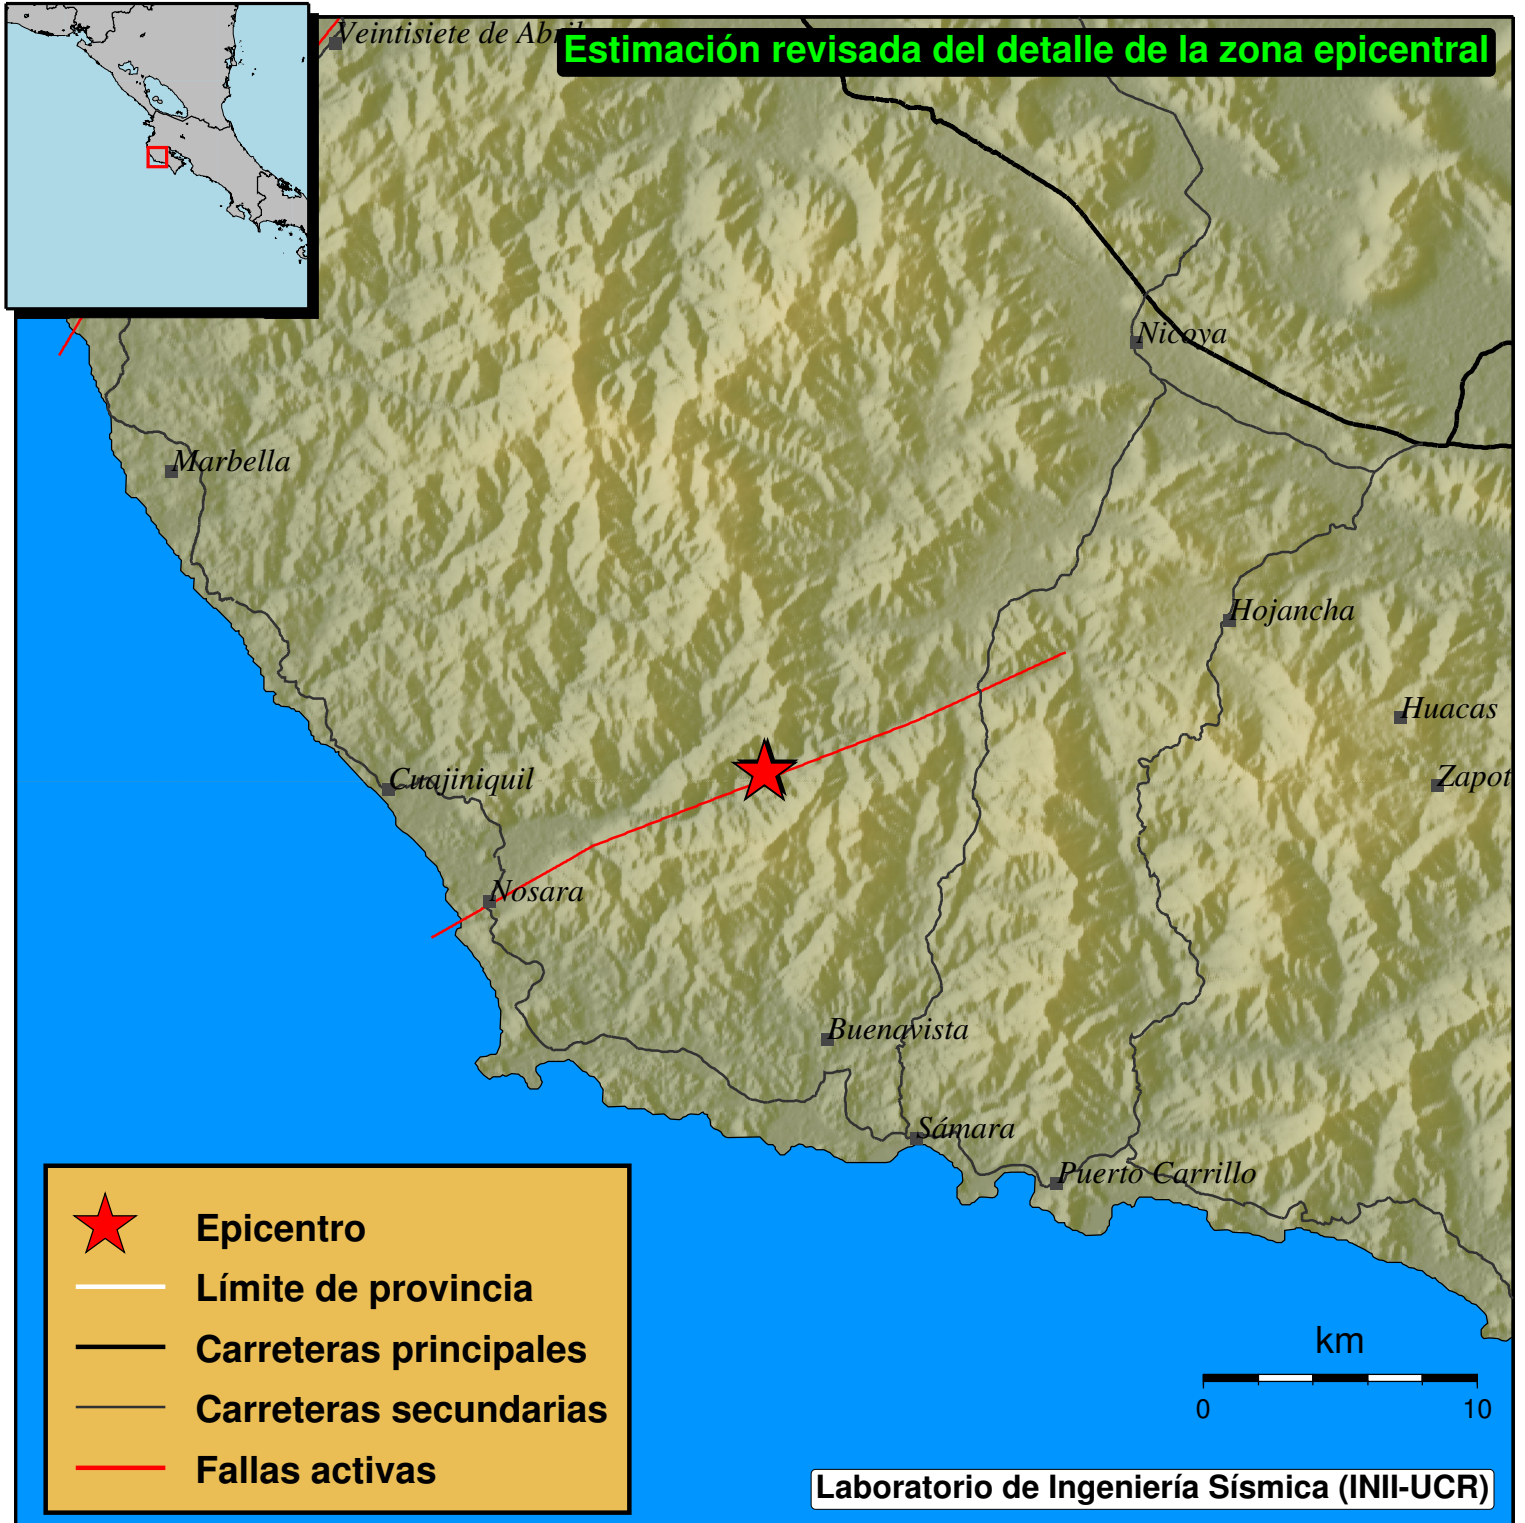 Veintisiete de Abril
Estimación revisada del detalle de la zona epicentral
Nicoya
Marbella
Hojancha
Huacas
Cuajiniquil
Zapot
Nosara
Buenavista
Sámara
Puerto Carrillo
Epicentro
Límite de provincia
Carreteras principales
Carreteras secundarias
Fallas activas
km
0 10
Laboratorio de Ingeniería Sísmica (INII-UCR)